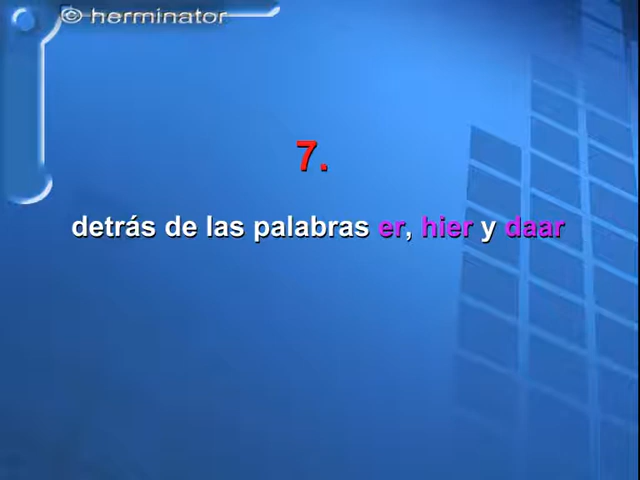 © herminator
7.
detrás de las palabras er, hier y daar